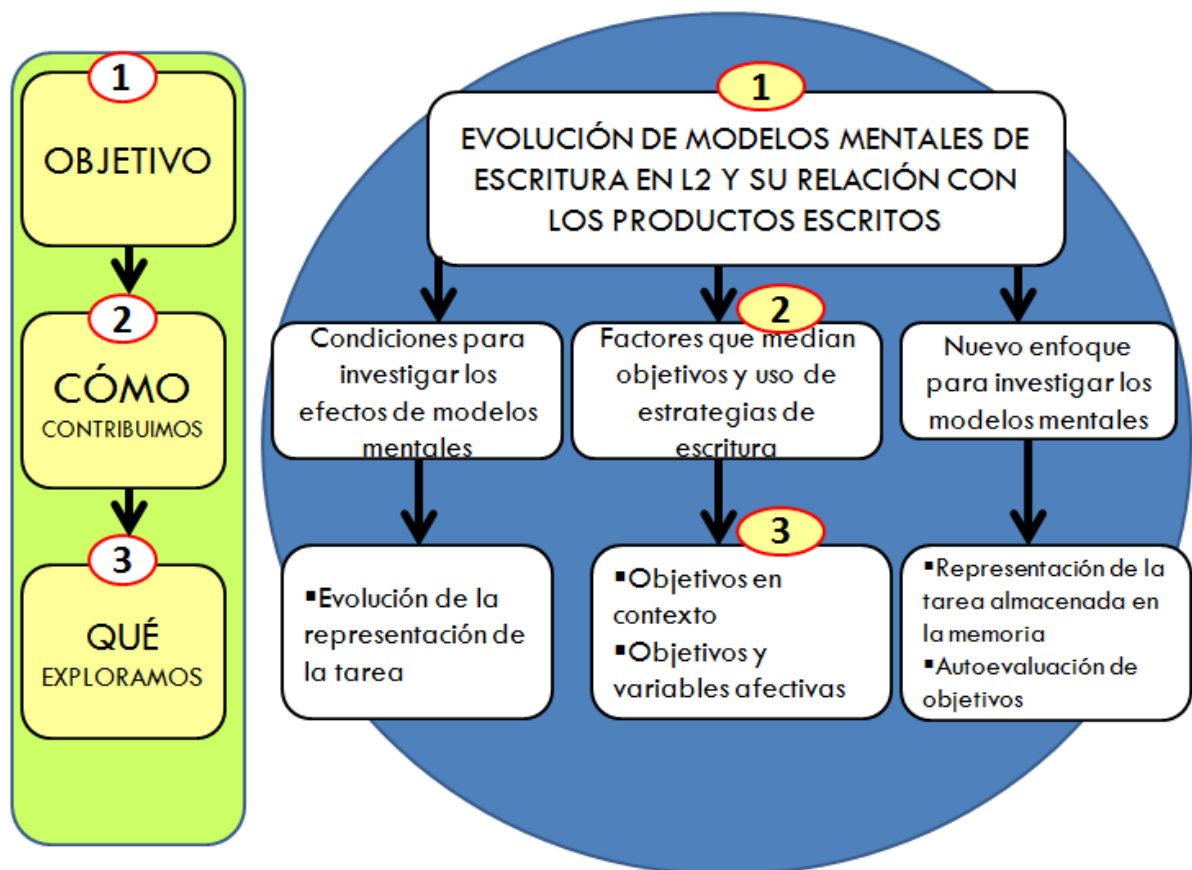 1
OBJETIVO
2
CÓMO
CONTRIBUIMOS
3
QUÉ
EXPLORAMOS
1
EVOLUCIÓN DE MODELOS MENTALES DE
ESCRITURA EN L2 Y SU RELACIÓN CON
LOS PRODUCTOS ESCRITOS
Condiciones para
investigar los
efectos de modelos
mentales
2
Factores que median
objetivos y uso de
estrategias de
escritura
Nuevo enfoque
para investigar los
modelos mentales
▪Evolución de la
representación de
la tarea
3
▪Objetivos en
contexto
▪Objetivos y
variables afectivas
▪Representación de la
tarea almacenada en
la memoria
▪Autoevaluación de
objetivos